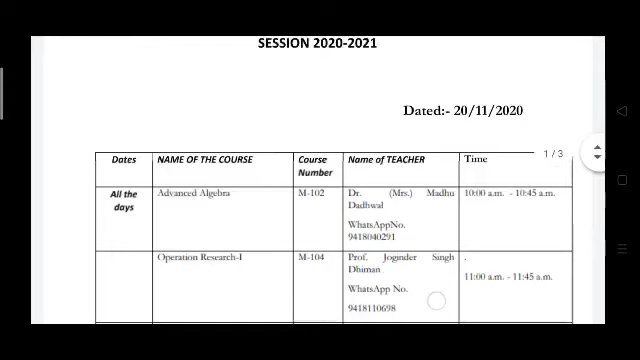 SESSION 2020-2021
Dated:- 20/11/2020
1 / 3
Dates NAME OF THE COURSE Course Number Name of TEACHER Time
All the days Advanced Algebra M-102 Dr. (Mrs.) Madhu Dadhwal 10:00 a.m. - 10:45 a.m.
WhatsAppNo.
9418040291
Operation Research-I M-104 Prof. Joginder Singh Dhiman .
11:00 a.m. - 11:45 a.m.
WhatsApp No.
9418110698